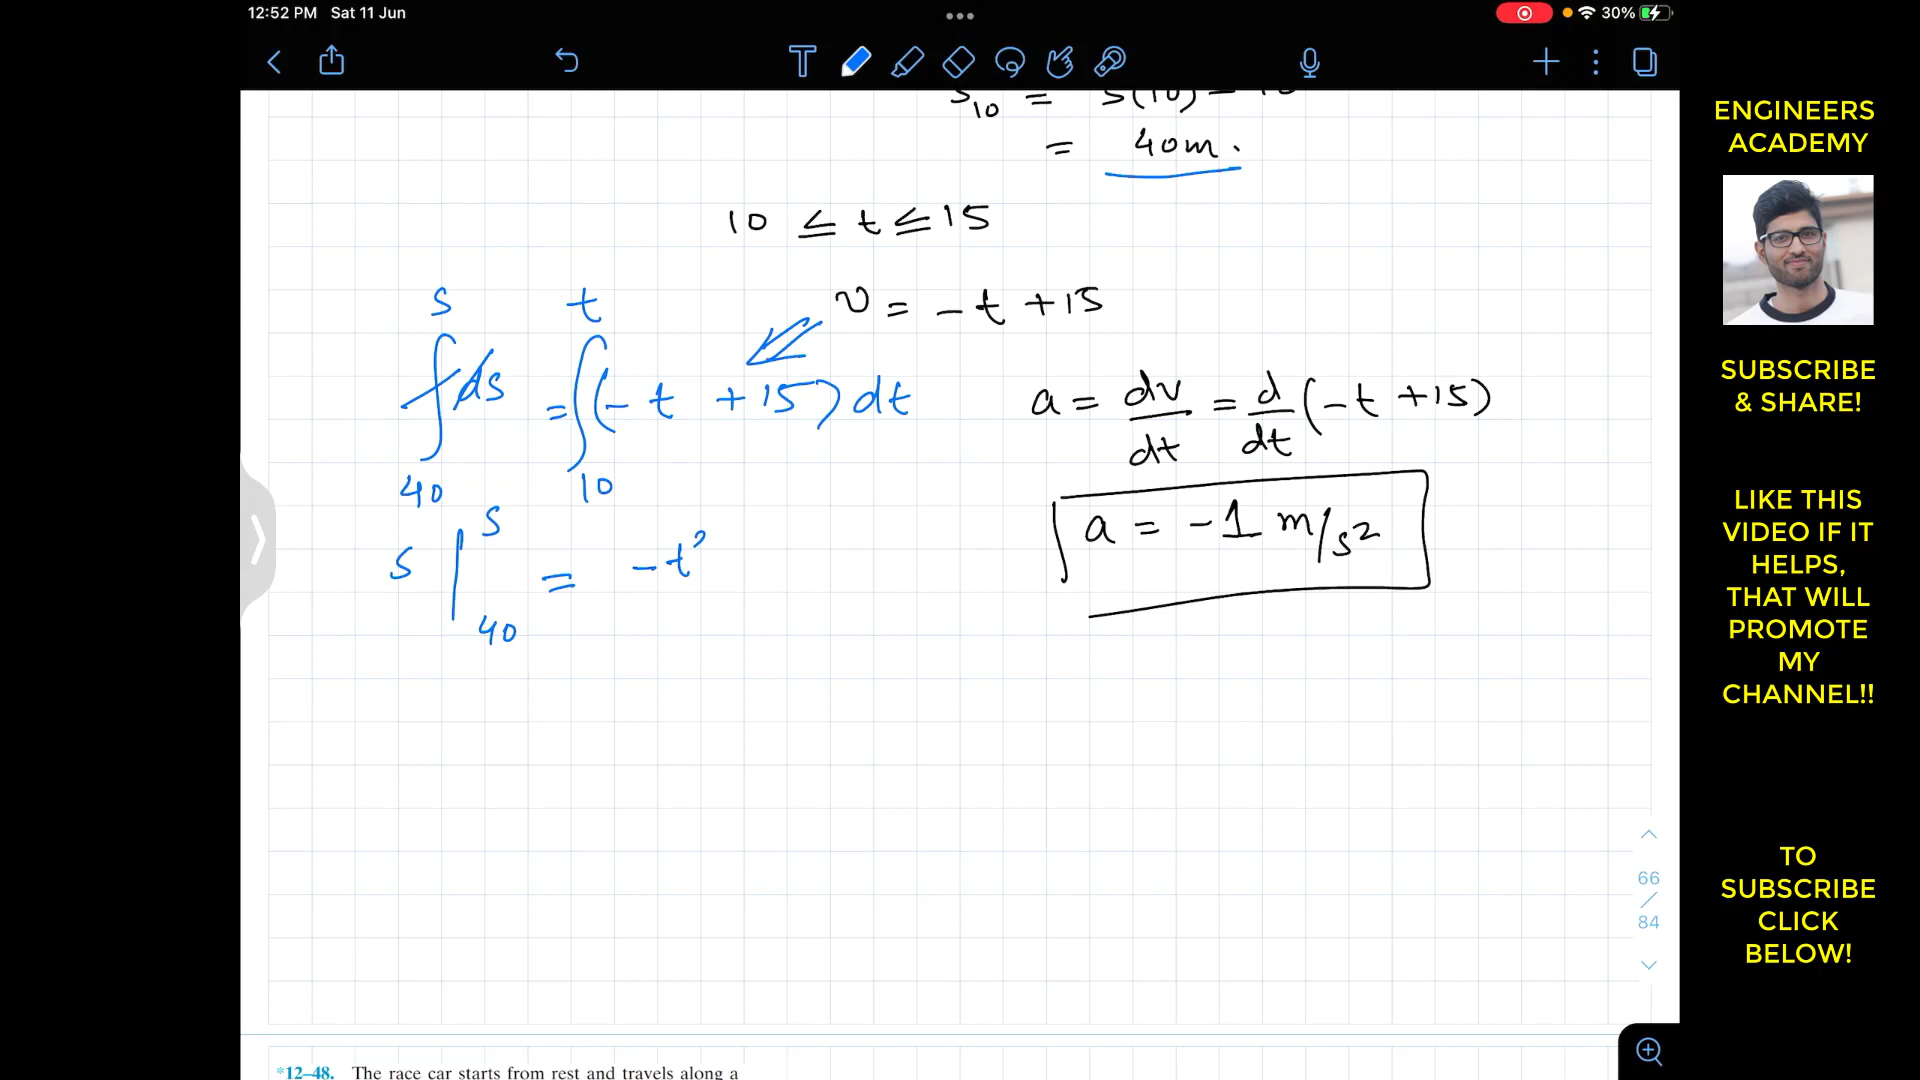 12:52 PM Sat 11 Jun
30%
= 40m.
10 ≤ t ≤ 15
v = -t +15
s t
∫ds = ∫(-t +15)dt
40 10
a = dv/dt = d/dt (-t +15)
a = -1 m/s²
s | s
40 = -t
66
/
84
*12–48. The race car starts from rest and travels along a
ENGINEERS
ACADEMY
SUBSCRIBE
& SHARE!
LIKE THIS
VIDEO IF IT
HELPS,
THAT WILL
PROMOTE
MY
CHANNEL!!
TO
SUBSCRIBE
CLICK
BELOW!